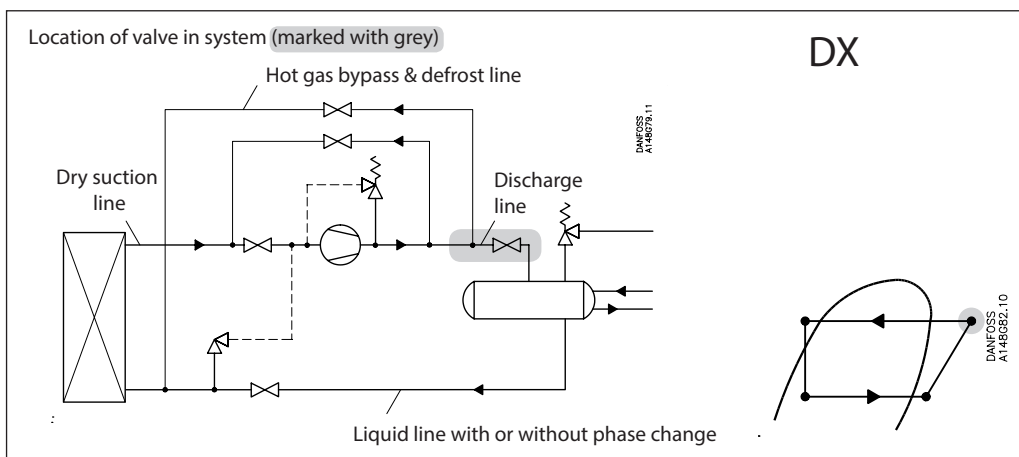 Location of valve in system (marked with grey)
DX
Hot gas bypass & defrost line
DANFOSS
A148G79.11
Dry suction
line
Discharge
line
DANFOSS
A148G82.10
Liquid line with or without phase change